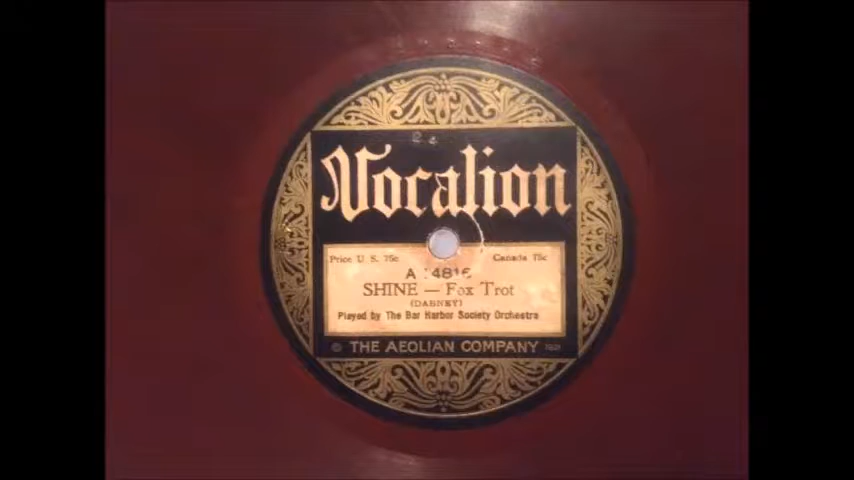 Vocalion
Price U S. 75c Canada 75c
A 14816
SHINE — Fox Trot
(DABNEY)
Played by The Bar Harbor Society Orchestra
THE AEOLIAN COMPANY